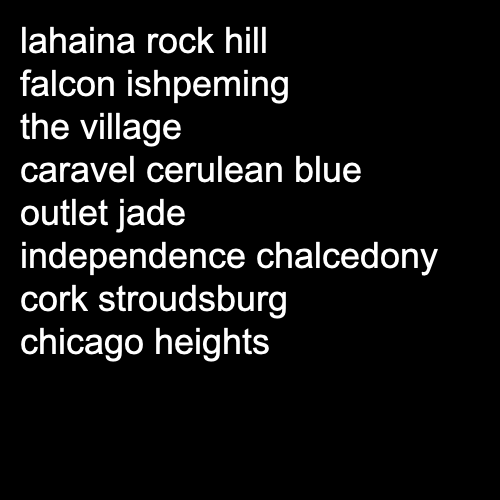 lahaina rock hill
falcon ishpeming
the village
caravel cerulean blue
outlet jade
independence chalcedony
cork stroudsburg
chicago heights